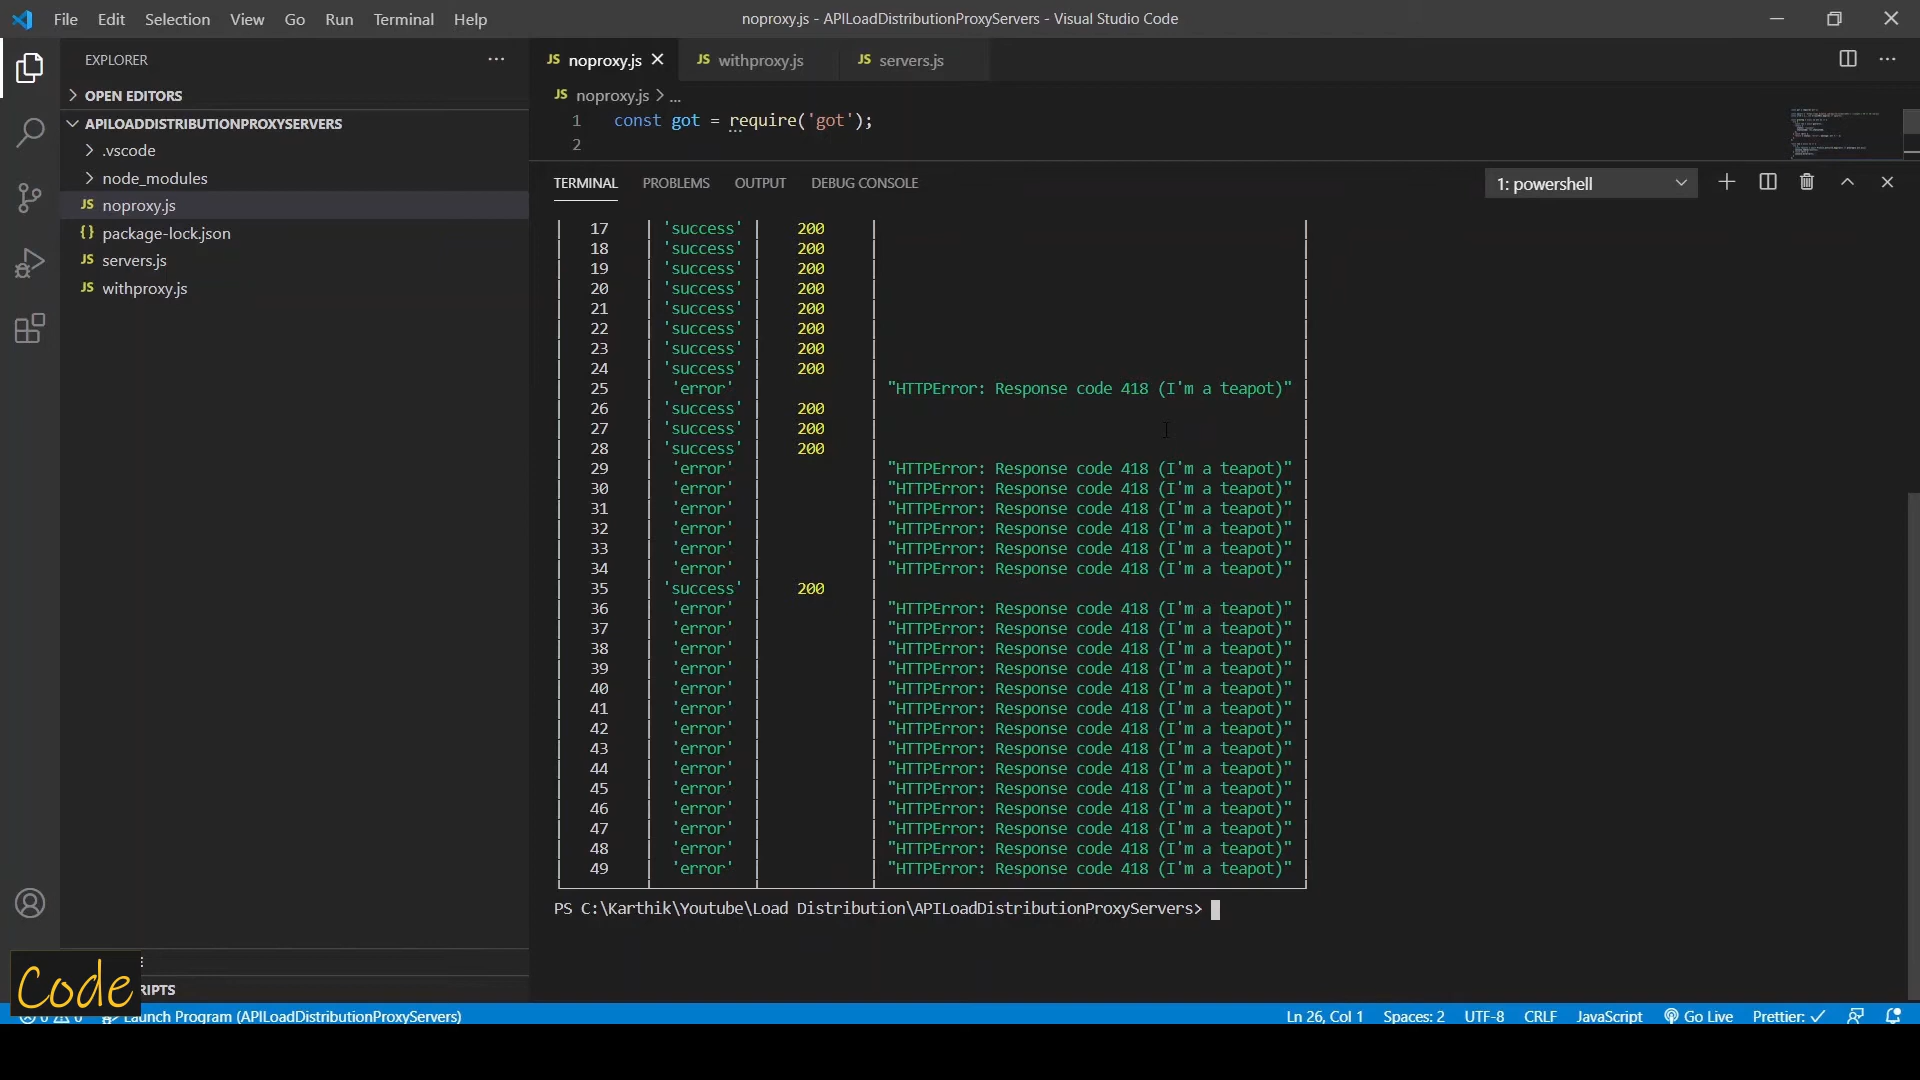 File Edit Selection View Go Run Terminal Help
noproxy.js - APILoadDistributionProxyServers - Visual Studio Code
EXPLORER
OPEN EDITORS
APILOADDISTRIBUTIONPROXYSERVERS
.vscode
node_modules
JS noproxy.js
{} package-lock.json
JS servers.js
JS withproxy.js
JS noproxy.js JS withproxy.js JS servers.js
JS noproxy.js > ...
1 const got = require('got');
2
TERMINAL PROBLEMS OUTPUT DEBUG CONSOLE 1: powershell
17 'success' 200
18 'success' 200
19 'success' 200
20 'success' 200
21 'success' 200
22 'success' 200
23 'success' 200
24 'success' 200
25 'error' "HTTPError: Response code 418 (I'm a teapot)"
26 'success' 200
27 'success' 200
28 'success' 200
29 'error' "HTTPError: Response code 418 (I'm a teapot)"
30 'error' "HTTPError: Response code 418 (I'm a teapot)"
31 'error' "HTTPError: Response code 418 (I'm a teapot)"
32 'error' "HTTPError: Response code 418 (I'm a teapot)"
33 'error' "HTTPError: Response code 418 (I'm a teapot)"
34 'error' "HTTPError: Response code 418 (I'm a teapot)"
35 'success' 200
36 'error' "HTTPError: Response code 418 (I'm a teapot)"
37 'error' "HTTPError: Response code 418 (I'm a teapot)"
38 'error' "HTTPError: Response code 418 (I'm a teapot)"
39 'error' "HTTPError: Response code 418 (I'm a teapot)"
40 'error' "HTTPError: Response code 418 (I'm a teapot)"
41 'error' "HTTPError: Response code 418 (I'm a teapot)"
42 'error' "HTTPError: Response code 418 (I'm a teapot)"
43 'error' "HTTPError: Response code 418 (I'm a teapot)"
44 'error' "HTTPError: Response code 418 (I'm a teapot)"
45 'error' "HTTPError: Response code 418 (I'm a teapot)"
46 'error' "HTTPError: Response code 418 (I'm a teapot)"
47 'error' "HTTPError: Response code 418 (I'm a teapot)"
48 'error' "HTTPError: Response code 418 (I'm a teapot)"
49 'error' "HTTPError: Response code 418 (I'm a teapot)"
PS C:\Karthik\Youtube\Load Distribution\APILoadDistributionProxyServers>
Code
RIPTS
0 0 Launch Program (APILoadDistributionProxyServers) Ln 26, Col 1 Spaces: 2 UTF-8 CRLF JavaScript Go Live Prettier: ✓